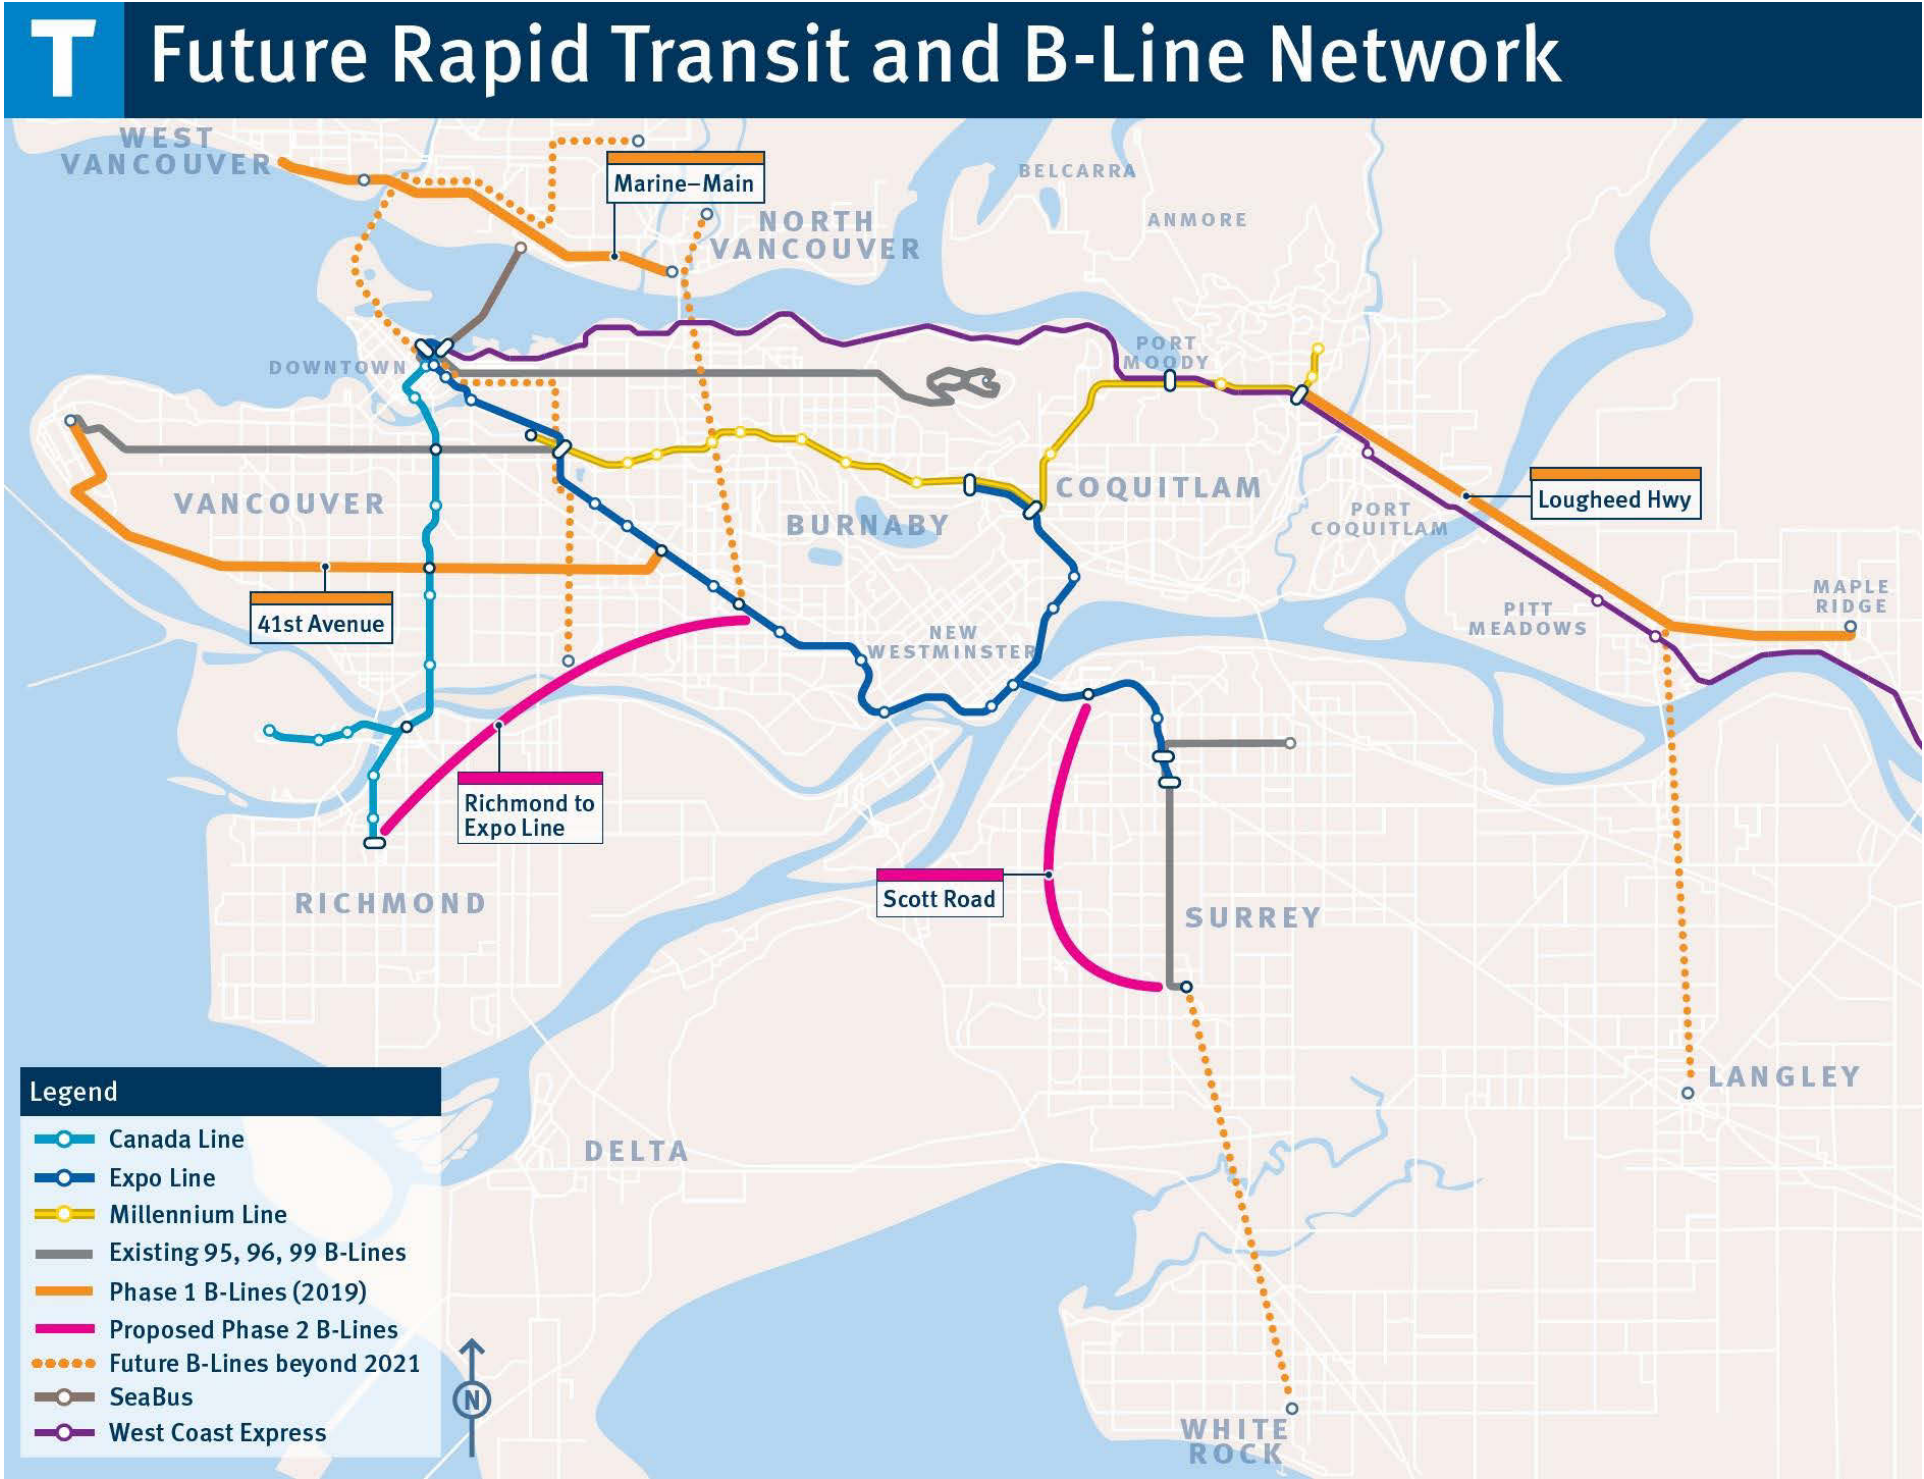 T Future Rapid Transit and B-Line Network
WEST
VANCOUVER
Marine–Main
NORTH
VANCOUVER
BELCARRA
ANMORE
DOWNTOWN
PORT
MOODY
VANCOUVER
BURNABY
COQUITLAM
PORT
COQUITLAM
Lougheed Hwy
41st Avenue
NEW
WESTMINSTER
PITT
MEADOWS
MAPLE
RIDGE
Richmond to
Expo Line
RICHMOND
Scott Road
SURREY
LANGLEY
DELTA
WHITE
ROCK
Legend
Canada Line
Expo Line
Millennium Line
Existing 95, 96, 99 B-Lines
Phase 1 B-Lines (2019)
Proposed Phase 2 B-Lines
Future B-Lines beyond 2021
SeaBus
West Coast Express
N